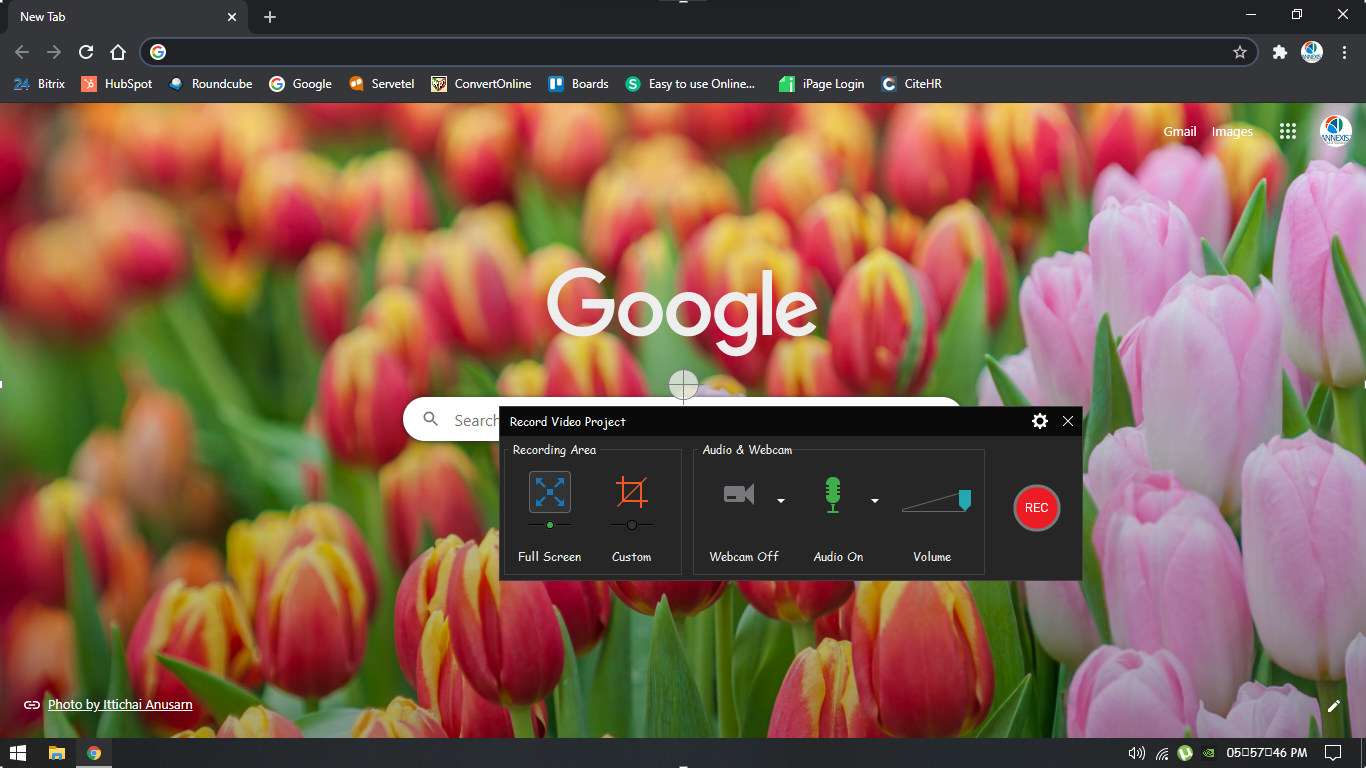 New Tab
24 Bitrix HubSpot Roundcube Google Servetel ConvertOnline Boards Easy to use Online... iPage Login CiteHR
Gmail Images
ANNEXIS
Google
Search
Record Video Project
Recording Area Audio & Webcam
REC
Full Screen Custom Webcam Off Audio On Volume
Photo by Ittichai Anusarn
05▯57▯46 PM